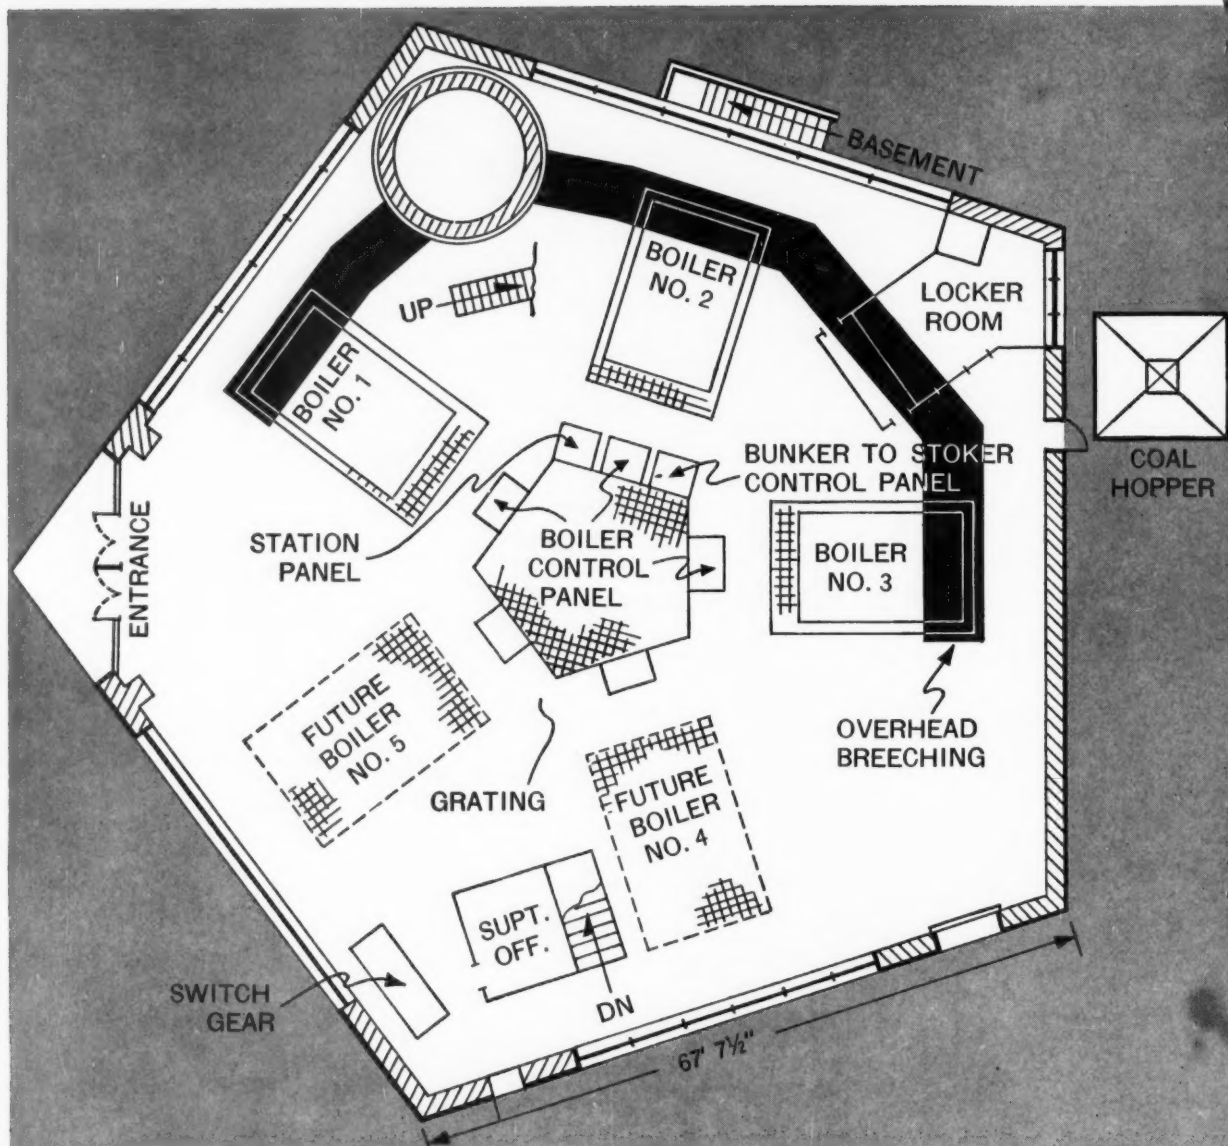 BASEMENT
BOILER
NO. 2
UP
LOCKER
ROOM
BOILER
NO. 1
BUNKER TO STOKER
CONTROL PANEL
COAL
HOPPER
ENTRANCE
STATION
PANEL
BOILER
CONTROL
PANEL
BOILER
NO. 3
FUTURE
BOILER
NO. 5
OVERHEAD
BREECHING
GRATING
FUTURE
BOILER
NO. 4
SUPT.
OFF.
SWITCH
GEAR
DN
67' 7½"